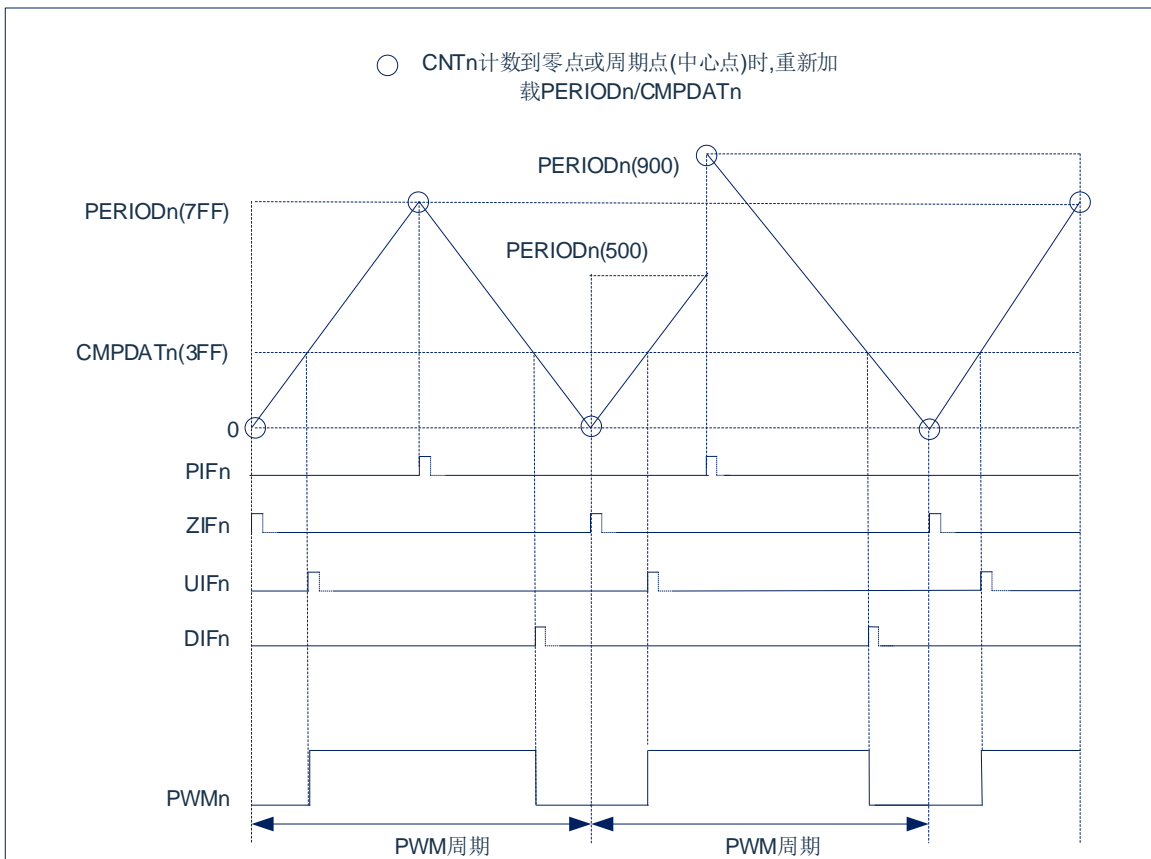 CNTn计数到零点或周期点(中心点)时,重新加
载PERIODn/CMPDATn
PERIODn(900)
PERIODn(7FF)
PERIODn(500)
CMPDATn(3FF)
0
PIFn
ZIFn
UIFn
DIFn
PWMn
PWM周期
PWM周期